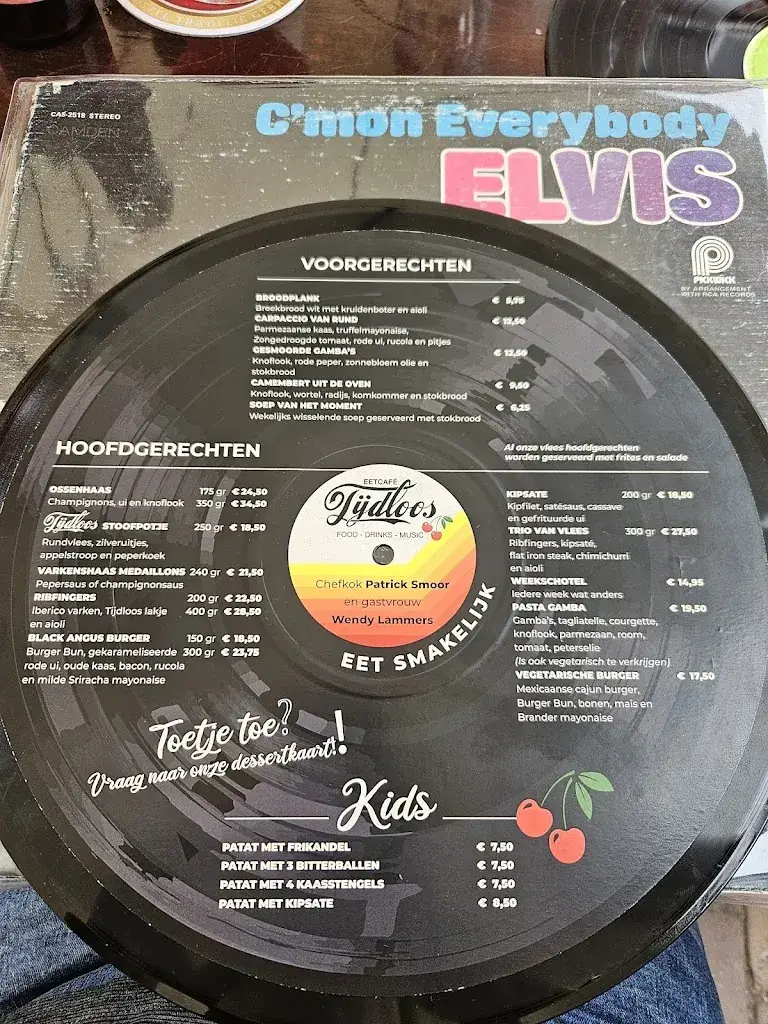 CAS-2518 STEREO
CAMDEN
C'mon Everybody
ELVIS
PICKWICK
BY ARRANGEMENT
WITH RCA RECORDS
VOORGERECHTEN
BROODPLANK € 5,75
Breekbrood wit met kruidenboter en aioli
CARPACCIO VAN RUND € 12,50
Parmezaanse kaas, truffelmayonaise,
Zongedroogde tomaat, rode ui, rucola en pitjes
GESMOORDE GAMBA'S € 12,50
Knoflook, rode peper, zonnebloem olie en
stokbrood
CAMEMBERT UIT DE OVEN € 9,50
Knoflook, wortel, radijs, komkommer en stokbrood
SOEP VAN HET MOMENT € 6,25
Wekelijks wisselende soep geserveerd met stokbrood
HOOFDGERECHTEN
Al onze vlees hoofdgerechten
worden geserveerd met frites en salade
OSSENHAAS 175 gr € 24,50
Champignons, ui en knoflook 350 gr € 34,50
Tijdloos STOOFPOTJE 250 gr € 18,50
Rundvlees, zilveruitjes,
appelstroop en peperkoek
VARKENSHAAS MEDAILLONS 240 gr € 21,50
Pepersaus of champignonsaus
RIBFINGERS 200 gr € 22,50
Iberico varken, Tijdloos lakje 400 gr € 28,50
en aioli
BLACK ANGUS BURGER 150 gr € 18,50
Burger Bun, gekarameliseerde 300 gr € 23,75
rode ui, oude kaas, bacon, rucola
en milde Sriracha mayonaise
EETCAFÉ
Tijdloos
FOOD - DRINKS - MUSIC
Chefkok Patrick Smoor
en gastvrouw
Wendy Lammers
EET SMAKELIJK
KIPSATE 200 gr € 18,50
Kipfilet, satésaus, cassave
en gefrituurde ui
TRIO VAN VLEES 300 gr € 27,50
Ribfingers, kipsaté,
flat iron steak, chimichurri
en aioli
WEEKSCHOTEL € 14,95
Iedere week wat anders
PASTA GAMBA € 19,50
Gamba's, tagliatelle, courgette,
knoflook, parmezaan, room,
tomaat, peterselie
(Is ook vegetarisch te verkrijgen)
VEGETARISCHE BURGER € 17,50
Mexicaanse cajun burger,
Burger Bun, bonen, maïs en
Brander mayonaise
Toetje toe?
Vraag naar onze dessertkaart!!
Kids
PATAT MET FRIKANDEL € 7,50
PATAT MET 3 BITTERBALLEN € 7,50
PATAT MET 4 KAASSTENGELS € 7,50
PATAT MET KIPSATE € 8,50